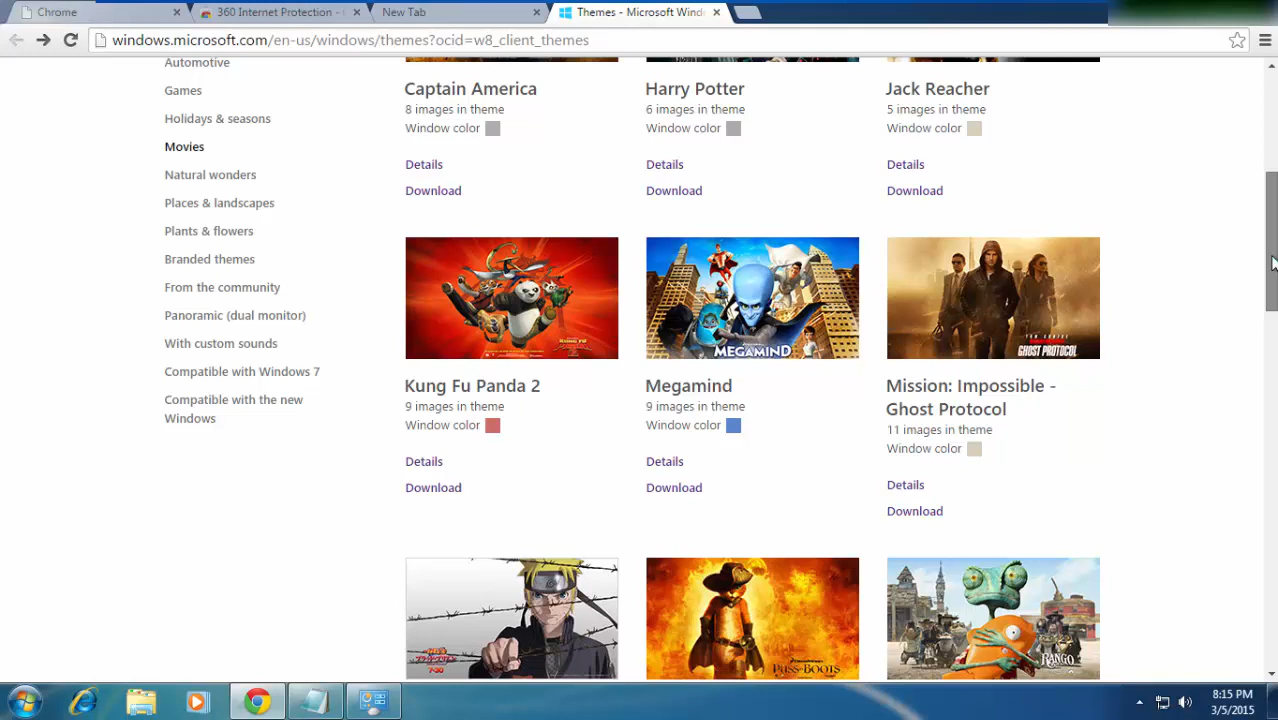 Chrome
360 Internet Protection -
New Tab
Themes - Microsoft Wind
windows.microsoft.com/en-us/windows/themes?ocid=w8_client_themes
Automotive
Games
Holidays & seasons
Movies
Natural wonders
Places & landscapes
Plants & flowers
Branded themes
From the community
Panoramic (dual monitor)
With custom sounds
Compatible with Windows 7
Compatible with the new
Windows
Captain America
8 images in theme
Window color
Details
Download
Harry Potter
6 images in theme
Window color
Details
Download
Jack Reacher
5 images in theme
Window color
Details
Download
Kung Fu Panda 2
9 images in theme
Window color
Details
Download
MEGAMIND
Megamind
9 images in theme
Window color
Details
Download
GHOST PROTOCOL
Mission: Impossible -
Ghost Protocol
11 images in theme
Window color
Details
Download
7-30
PUSS IN BOOTS
RANGO
8:15 PM
3/5/2015